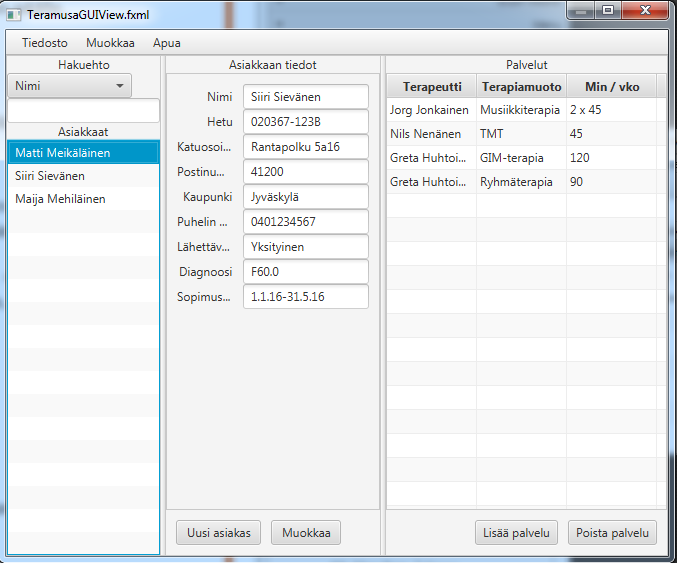 TeramusaGUIView.fxml
Tiedosto Muokkaa Apua
Hakuehto
Nimi
Asiakkaat
Matti Meikäläinen
Siiri Sievänen
Maija Mehiläinen
Asiakkaan tiedot
Nimi Siiri Sievänen
Hetu 020367-123B
Katuosoi... Rantapolku 5a16
Postinu... 41200
Kaupunki Jyväskylä
Puhelin ... 0401234567
Lähettäv... Yksityinen
Diagnoosi F60.0
Sopimus... 1.1.16-31.5.16
Uusi asiakas Muokkaa
Palvelut
Terapeutti Terapiamuoto Min / vko
Jorg Jonkainen Musiikkiterapia 2 x 45
Nils Nenänen TMT 45
Greta Huhtoi... GIM-terapia 120
Greta Huhtoi... Ryhmäterapia 90
Lisää palvelu Poista palvelu